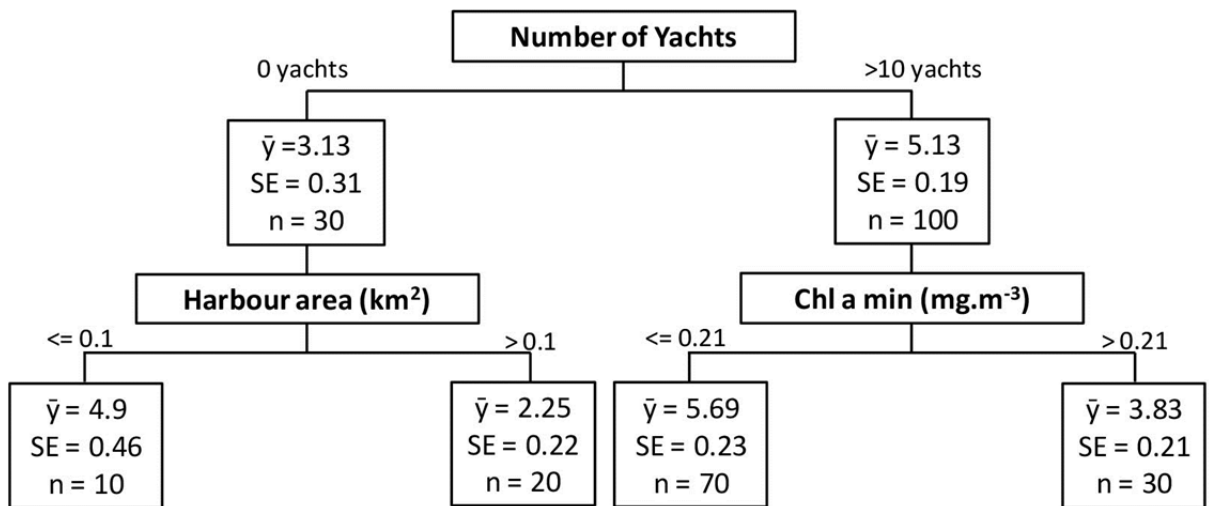 Number of Yachts
0 yachts
>10 yachts
ȳ =3.13
SE = 0.31
n = 30
ȳ = 5.13
SE = 0.19
n = 100
Harbour area (km²)
Chl a min (mg.m⁻³)
<= 0.1
> 0.1
<= 0.21
> 0.21
ȳ = 4.9
SE = 0.46
n = 10
ȳ = 2.25
SE = 0.22
n = 20
ȳ = 5.69
SE = 0.23
n = 70
ȳ = 3.83
SE = 0.21
n = 30